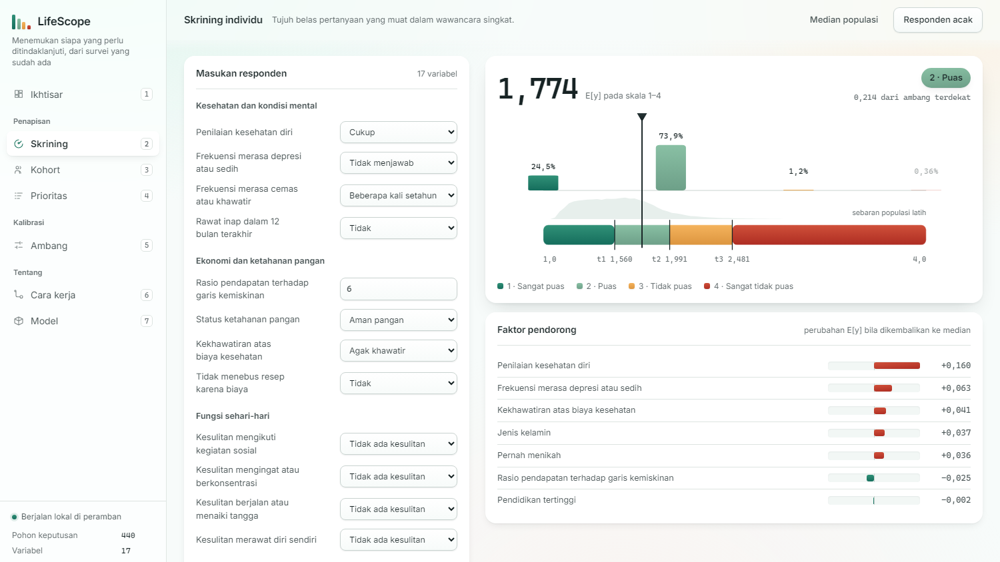 LifeScope
Menemukan siapa yang perlu
ditindaklanjuti, dari survei yang
sudah ada
Ikhtisar 1
Penapisan
Skrining 2
Kohort 3
Prioritas 4
Kalibrasi
Ambang 5
Tentang
Cara kerja 6
Model 7
Berjalan lokal di peramban
Pohon keputusan 440
Variabel 17
Skrining individu Tujuh belas pertanyaan yang muat dalam wawancara singkat.
Median populasi Responden acak
Masukan responden 17 variabel
Kesehatan dan kondisi mental
Penilaian kesehatan diri Cukup
Frekuensi merasa depresi
atau sedih Tidak menjawab
Frekuensi merasa cemas
atau khawatir Beberapa kali setahun
Rawat inap dalam 12
bulan terakhir Tidak
Ekonomi dan ketahanan pangan
Rasio pendapatan terhadap
garis kemiskinan 6
Status ketahanan pangan Aman pangan
Kekhawatiran atas
biaya kesehatan Agak khawatir
Tidak menebus resep
karena biaya Tidak
Fungsi sehari-hari
Kesulitan mengikuti
kegiatan sosial Tidak ada kesulitan
Kesulitan mengingat atau
berkonsentrasi Tidak ada kesulitan
Kesulitan berjalan atau
menaiki tangga Tidak ada kesulitan
Kesulitan merawat diri sendiri Tidak ada kesulitan
1,774 E[y] pada skala 1–4
2 · Puas
0,214 dari ambang terdekat
24,5% 73,9% 1,2% 0,36%
sebaran populasi latih
1,0 t1 1,560 t2 1,991 t3 2,481 4,0
1 · Sangat puas 2 · Puas 3 · Tidak puas 4 · Sangat tidak puas
Faktor pendorong perubahan E[y] bila dikembalikan ke median
Penilaian kesehatan diri +0,160
Frekuensi merasa depresi atau sedih +0,063
Kekhawatiran atas biaya kesehatan +0,041
Jenis kelamin +0,037
Pernah menikah +0,036
Rasio pendapatan terhadap garis kemiskinan −0,025
Pendidikan tertinggi −0,002